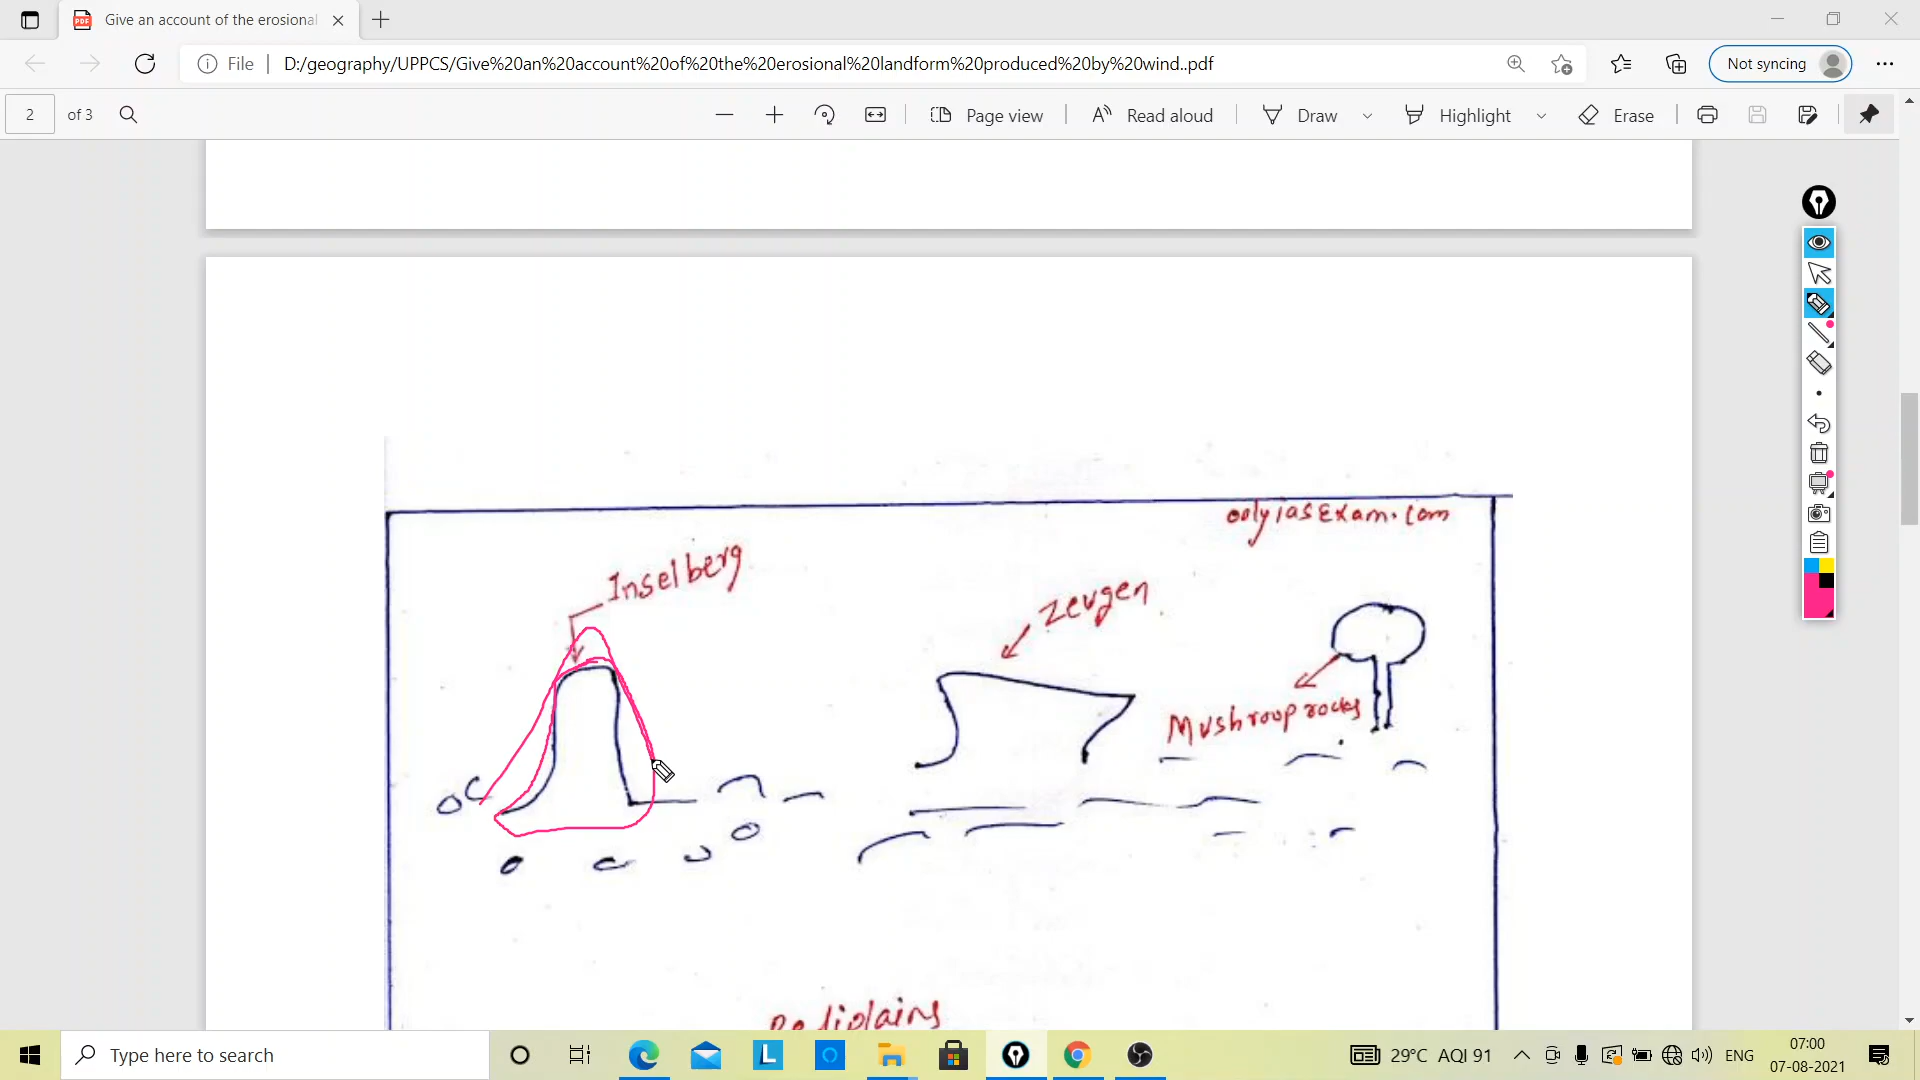 Give an account of the erosional
File
D:/geography/UPPCS/Give%20an%20account%20of%20the%20erosional%20landform%20produced%20by%20wind..pdf
Not syncing
2 of 3
Page view
Read aloud
Draw
Highlight
Erase
onlyiasExam.com
Inselberg
Zeugen
Mushroop rocks
Pediplains
Type here to search
29°C AQI 91
ENG
07:00
07-08-2021